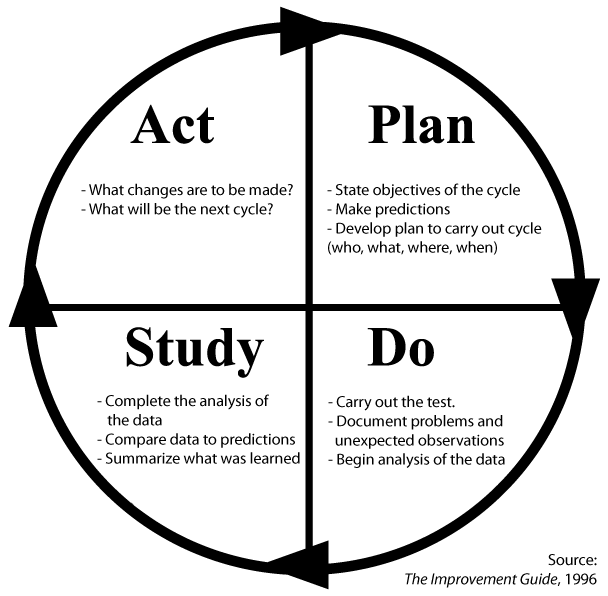 Act
- What changes are to be made?
- What will be the next cycle?
Plan
- State objectives of the cycle
- Make predictions
- Develop plan to carry out cycle
(who, what, where, when)
Study
- Complete the analysis of
the data
- Compare data to predictions
- Summarize what was learned
Do
- Carry out the test.
- Document problems and
unexpected observations
- Begin analysis of the data
Source:
The Improvement Guide, 1996